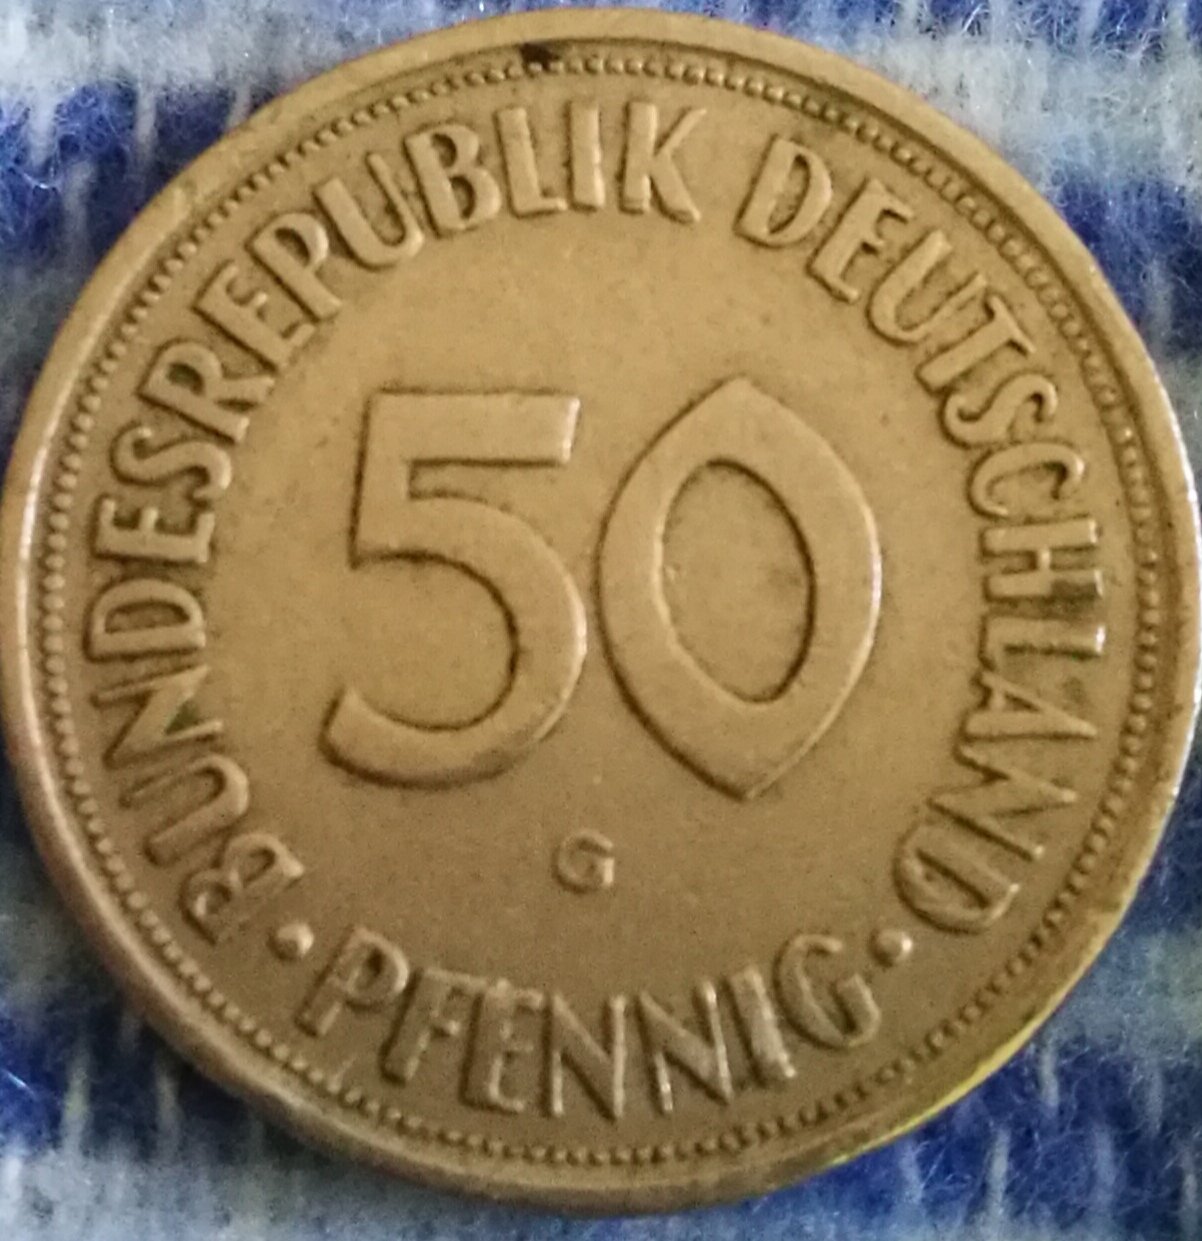 BUNDESREPUBLIK DEUTSCHLAND
50
G
· PFENNIG ·